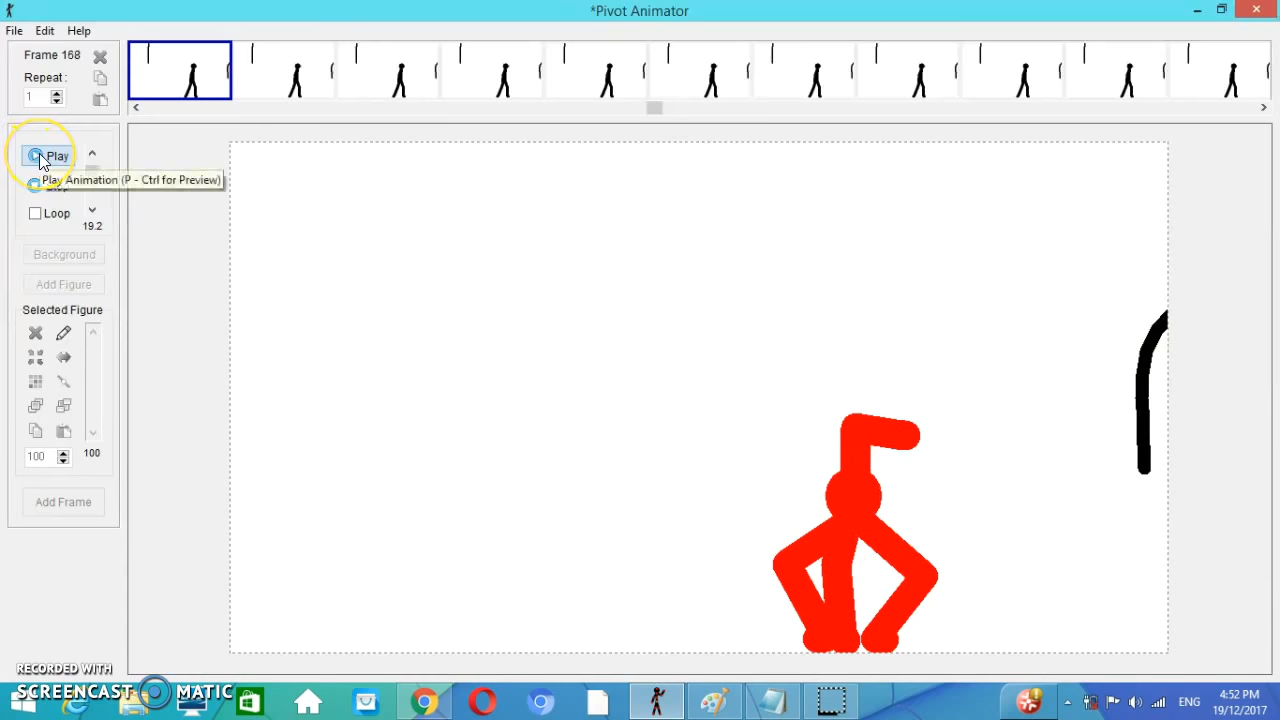 *Pivot Animator
File Edit Help
Frame 168
Repeat:
1
Play
Play Animation (P - Ctrl for Preview)
Loop
19.2
Background
Add Figure
Selected Figure
100
100
Add Frame
RECORDED WITH
SCREENCAST MATIC
ENG
4:52 PM
19/12/2017